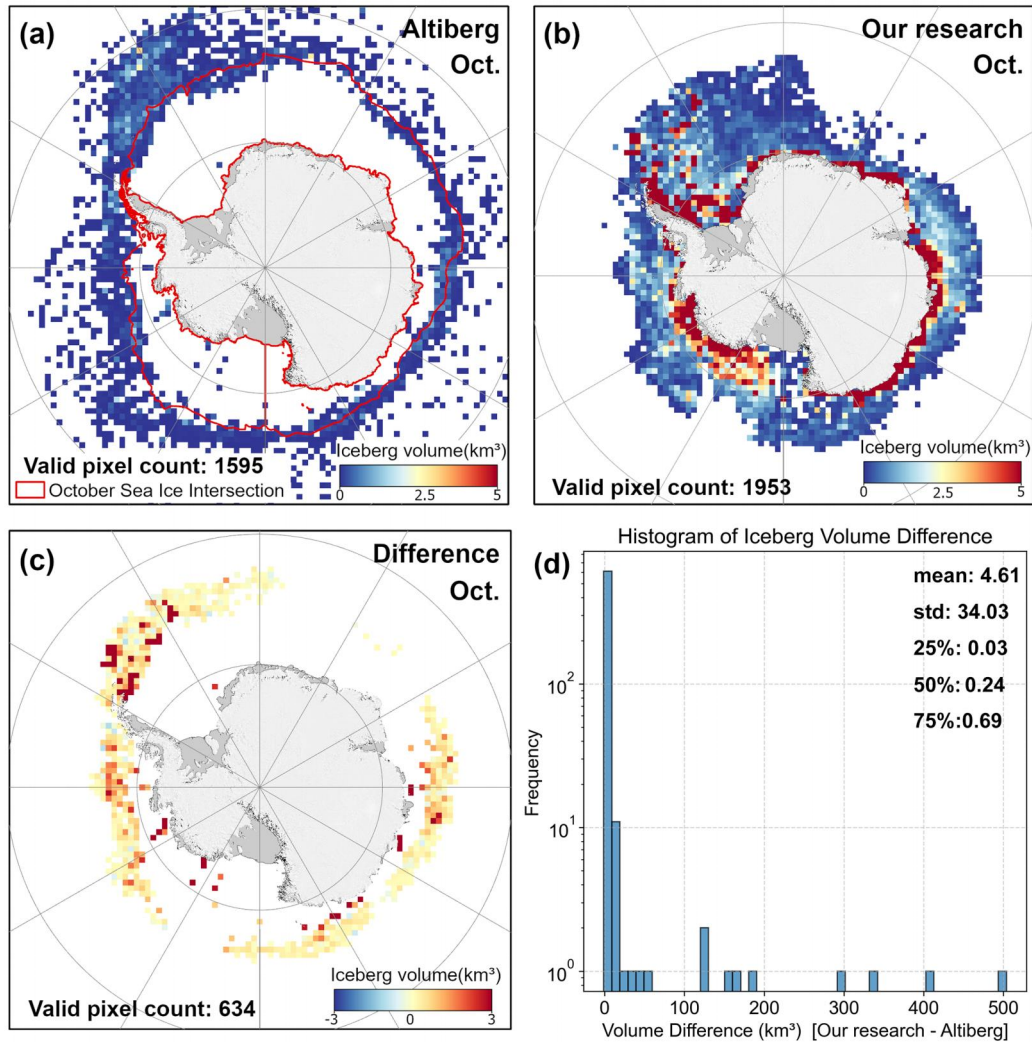 (a)
Altiberg
Oct.
Iceberg volume(km³)
Valid pixel count: 1595
October Sea Ice Intersection
0 2.5 5
(b)
Our research
Oct.
Iceberg volume(km³)
Valid pixel count: 1953
0 2.5 5
(c)
Difference
Oct.
Iceberg volume(km³)
Valid pixel count: 634
-3 0 3
Histogram of Iceberg Volume Difference
(d)
mean: 4.61
std: 34.03
25%: 0.03
50%: 0.24
75%:0.69
Frequency
10²
10¹
10⁰
0 100 200 300 400 500
Volume Difference (km³) [Our research - Altiberg]